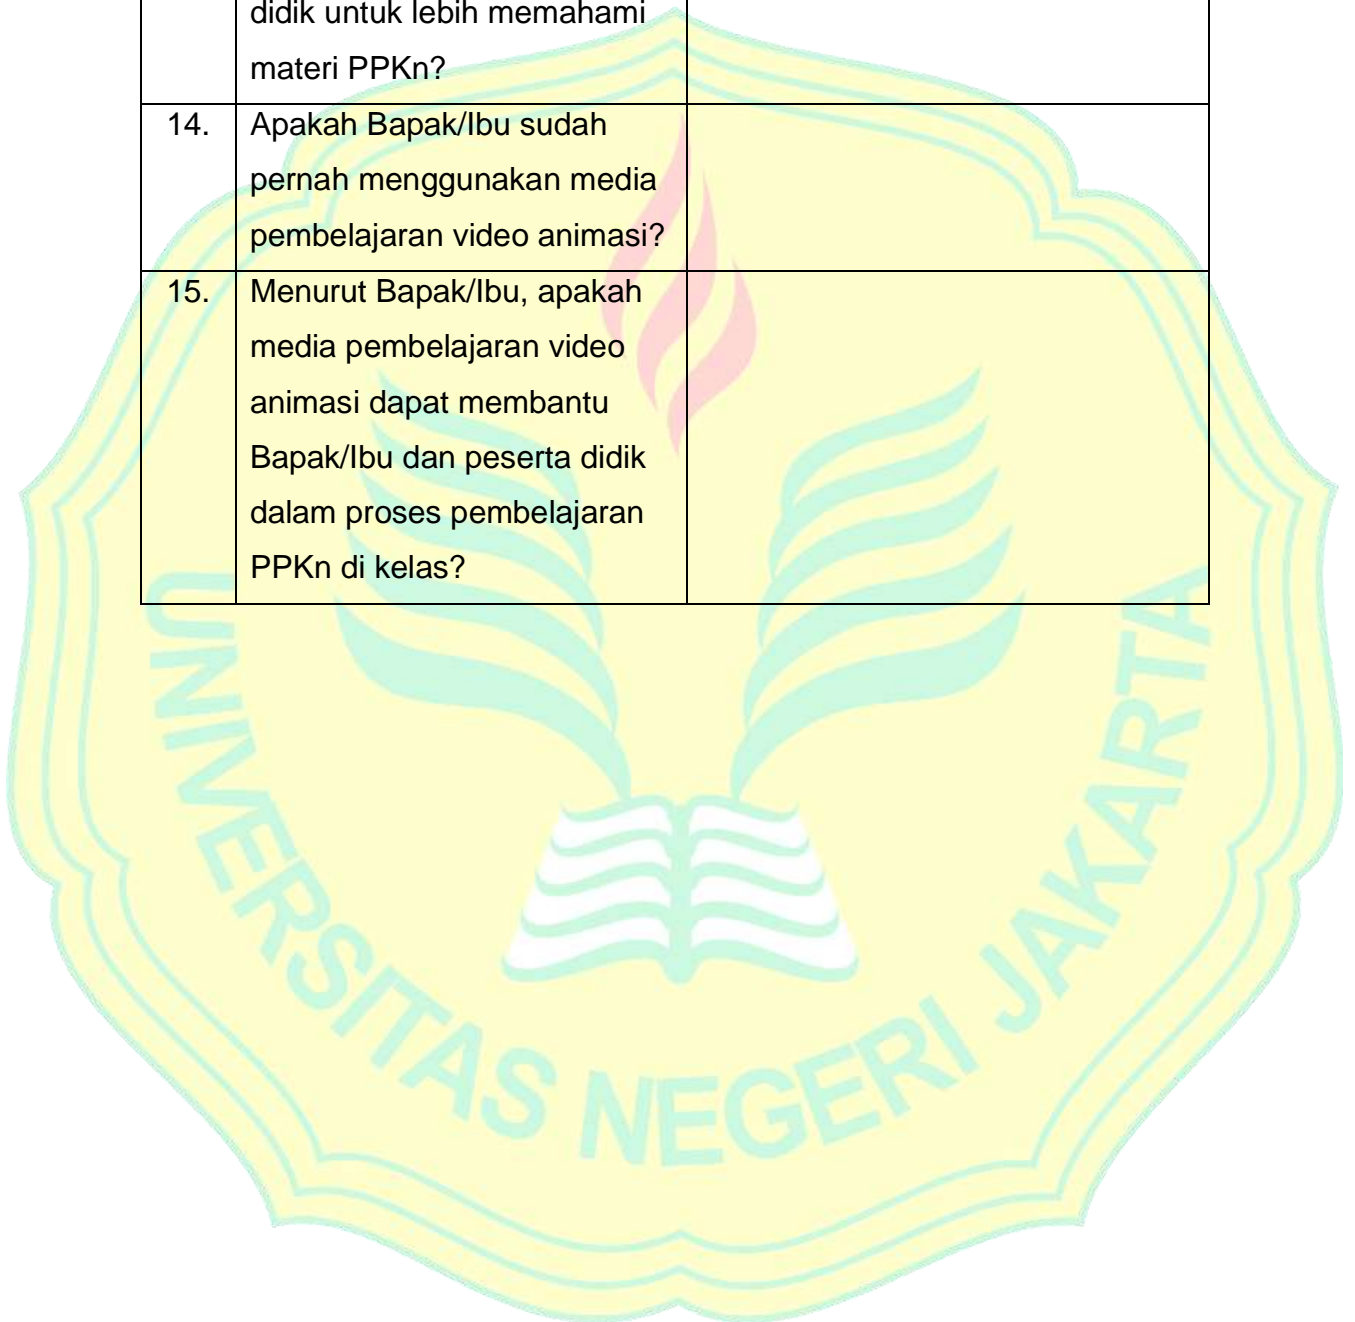 didik untuk lebih memahami
materi PPKn?
14. Apakah Bapak/Ibu sudah
pernah menggunakan media
pembelajaran video animasi?
15. Menurut Bapak/Ibu, apakah
media pembelajaran video
animasi dapat membantu
Bapak/Ibu dan peserta didik
dalam proses pembelajaran
PPKn di kelas?
UNIVERSITAS NEGERI JAKARTA